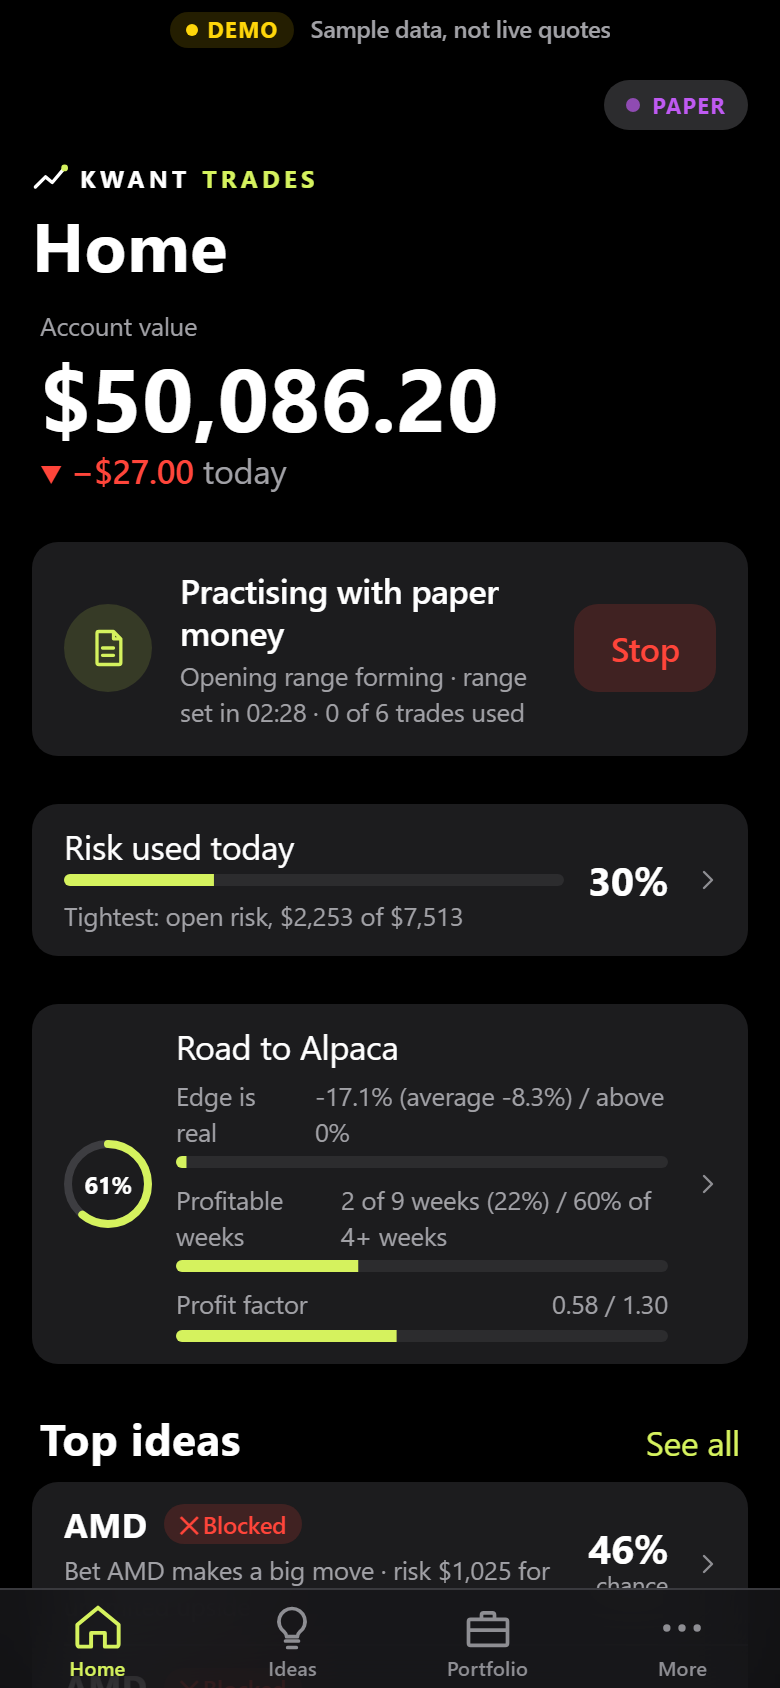 DEMO Sample data, not live quotes
PAPER
KWANT TRADES
Home
Account value
$50,086.20
▼ −$27.00 today
Practising with paper
money
Opening range forming · range
set in 02:28 · 0 of 6 trades used
Stop
Risk used today
30%
Tightest: open risk, $2,253 of $7,513
Road to Alpaca
61%
Edge is
real
-17.1% (average -8.3%) / above
0%
Profitable
weeks
2 of 9 weeks (22%) / 60% of
4+ weeks
Profit factor
0.58 / 1.30
Top ideas
See all
AMD
Blocked
46%
chance
Bet AMD makes a big move · risk $1,025 for
AMD
Blocked
Home
Ideas
Portfolio
More